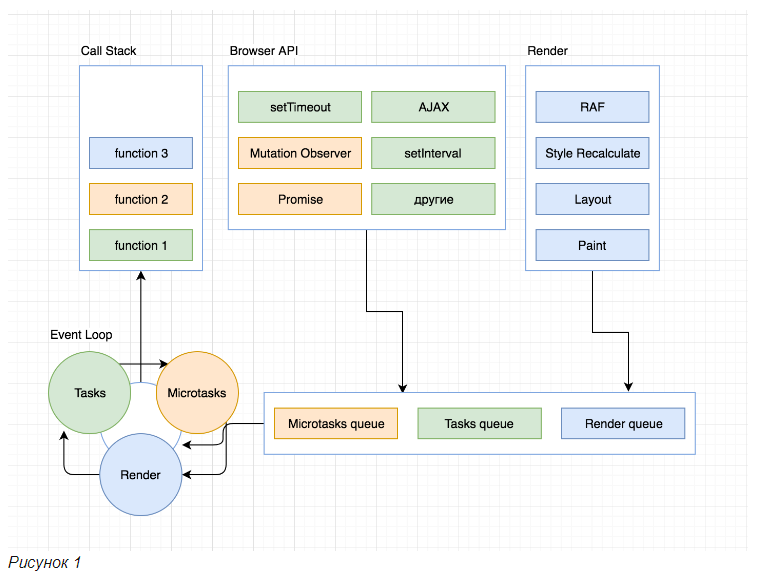 Call Stack
function 3
function 2
function 1
Browser API
setTimeout
AJAX
Mutation Observer
setInterval
Promise
другие
Render
RAF
Style Recalculate
Layout
Paint
Event Loop
Tasks
Microtasks
Render
Microtasks queue
Tasks queue
Render queue
Рисунок 1